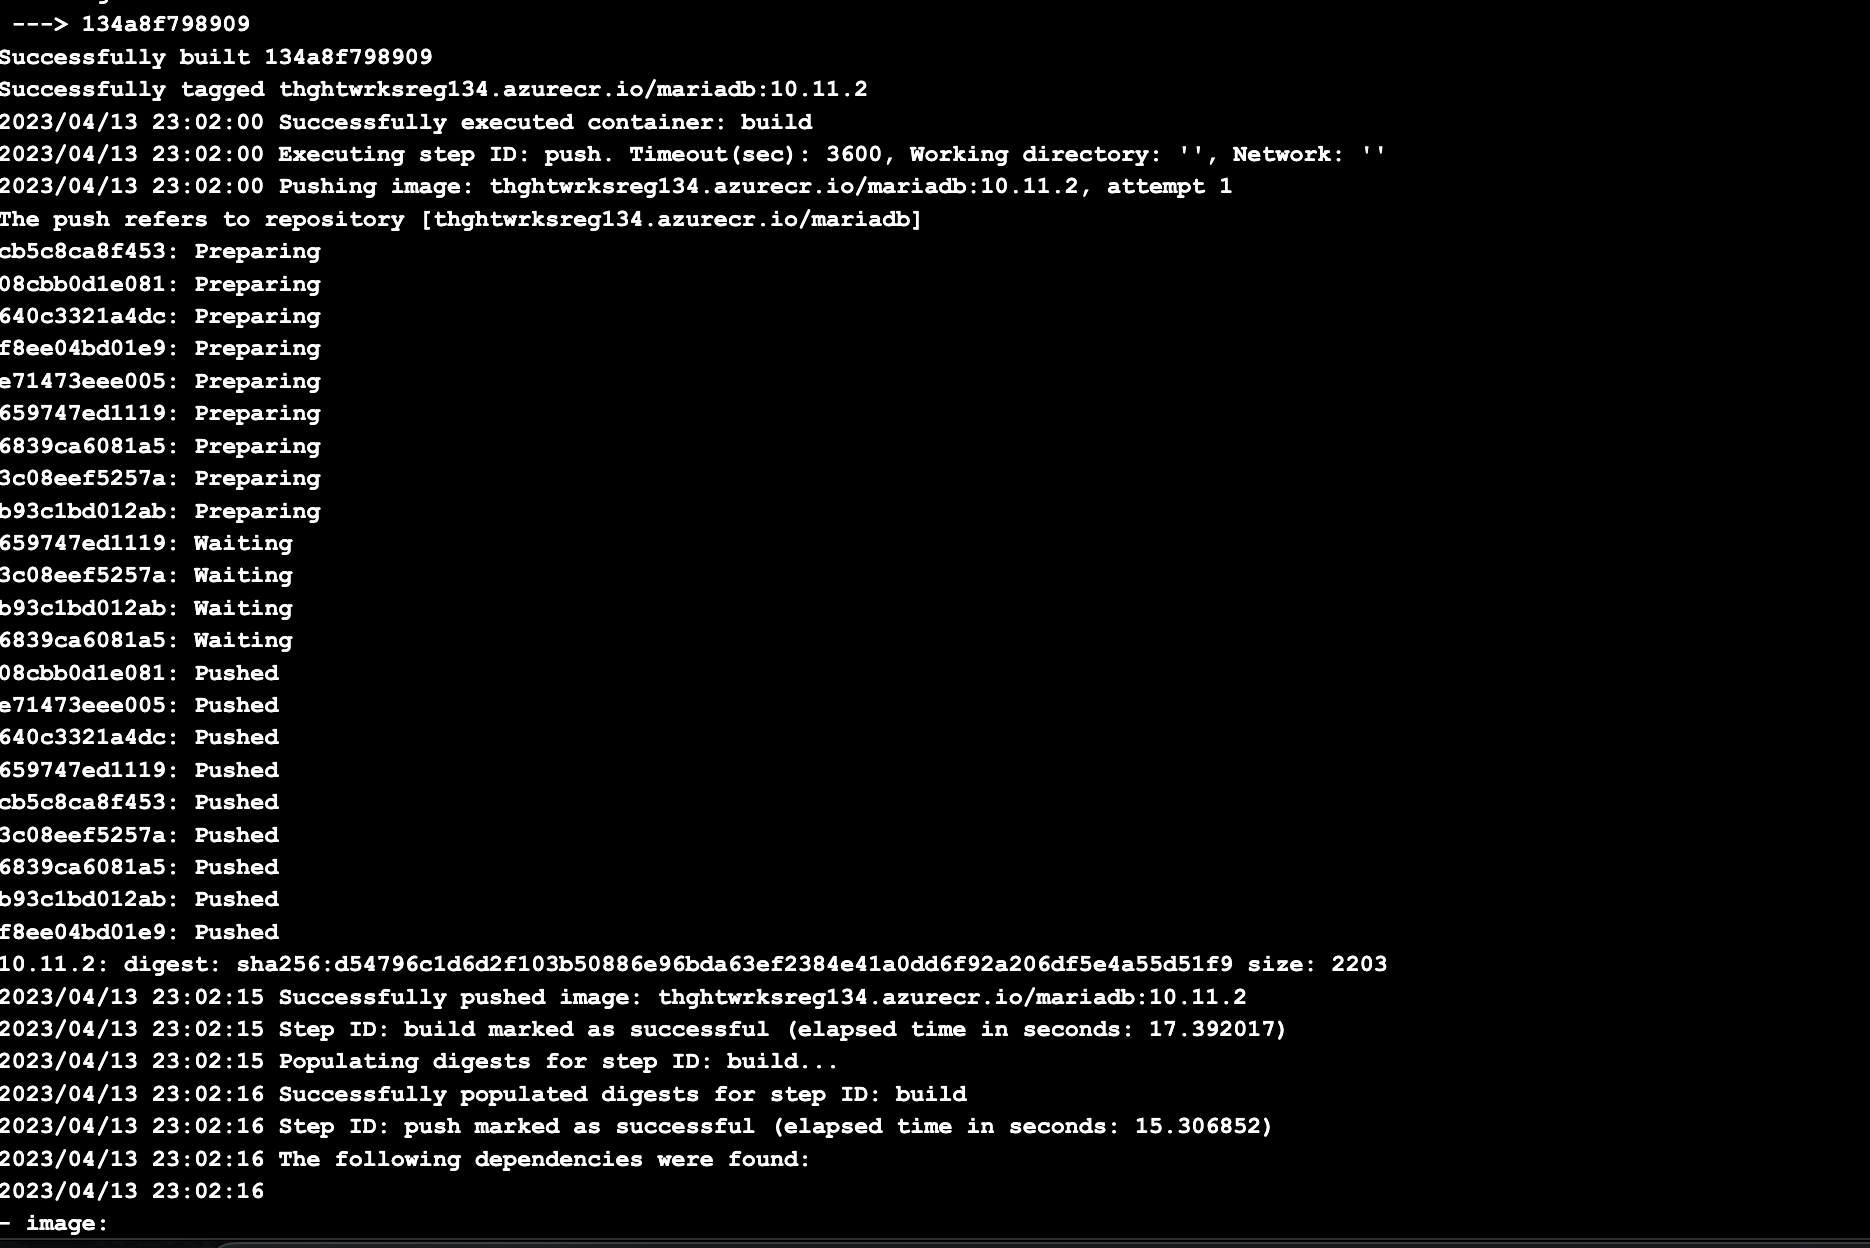 ---> 134a8f798909
Successfully built 134a8f798909
Successfully tagged thghtwrksreg134.azurecr.io/mariadb:10.11.2
2023/04/13 23:02:00 Successfully executed container: build
2023/04/13 23:02:00 Executing step ID: push. Timeout(sec): 3600, Working directory: '', Network: ''
2023/04/13 23:02:00 Pushing image: thghtwrksreg134.azurecr.io/mariadb:10.11.2, attempt 1
The push refers to repository [thghtwrksreg134.azurecr.io/mariadb]
cb5c8ca8f453: Preparing
08cbb0d1e081: Preparing
640c3321a4dc: Preparing
f8ee04bd01e9: Preparing
e71473eee005: Preparing
659747ed1119: Preparing
6839ca6081a5: Preparing
3c08eef5257a: Preparing
b93c1bd012ab: Preparing
659747ed1119: Waiting
3c08eef5257a: Waiting
b93c1bd012ab: Waiting
6839ca6081a5: Waiting
08cbb0d1e081: Pushed
e71473eee005: Pushed
640c3321a4dc: Pushed
659747ed1119: Pushed
cb5c8ca8f453: Pushed
3c08eef5257a: Pushed
6839ca6081a5: Pushed
b93c1bd012ab: Pushed
f8ee04bd01e9: Pushed
10.11.2: digest: sha256:d54796c1d6d2f103b50886e96bda63ef2384e41a0dd6f92a206df5e4a55d51f9 size: 2203
2023/04/13 23:02:15 Successfully pushed image: thghtwrksreg134.azurecr.io/mariadb:10.11.2
2023/04/13 23:02:15 Step ID: build marked as successful (elapsed time in seconds: 17.392017)
2023/04/13 23:02:15 Populating digests for step ID: build...
2023/04/13 23:02:16 Successfully populated digests for step ID: build
2023/04/13 23:02:16 Step ID: push marked as successful (elapsed time in seconds: 15.306852)
2023/04/13 23:02:16 The following dependencies were found:
2023/04/13 23:02:16
- image: